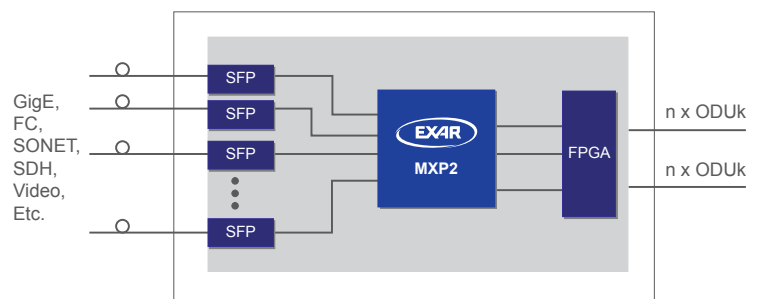 GigE,
FC,
SONET,
SDH,
Video,
Etc.
SFP
SFP
SFP
SFP
EXAR
MXP2
FPGA
n x ODUk
n x ODUk